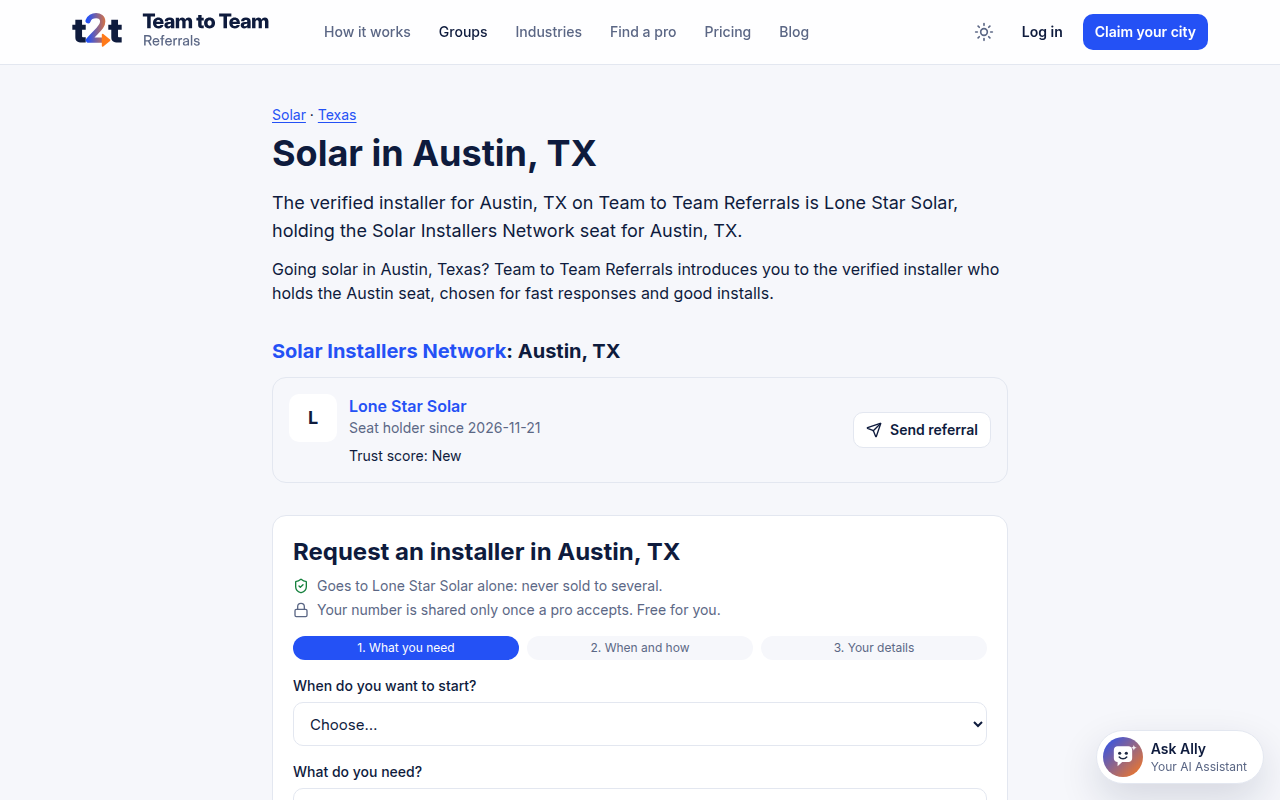 t2t Team to Team
Referrals
How it works
Groups
Industries
Find a pro
Pricing
Blog
Log in
Claim your city
Solar · Texas
Solar in Austin, TX
The verified installer for Austin, TX on Team to Team Referrals is Lone Star Solar,
holding the Solar Installers Network seat for Austin, TX.
Going solar in Austin, Texas? Team to Team Referrals introduces you to the verified installer who
holds the Austin seat, chosen for fast responses and good installs.
Solar Installers Network: Austin, TX
L
Lone Star Solar
Seat holder since 2026-11-21
Trust score: New
Send referral
Request an installer in Austin, TX
Goes to Lone Star Solar alone: never sold to several.
Your number is shared only once a pro accepts. Free for you.
1. What you need
2. When and how
3. Your details
When do you want to start?
Choose...
What do you need?
Ask Ally
Your AI Assistant